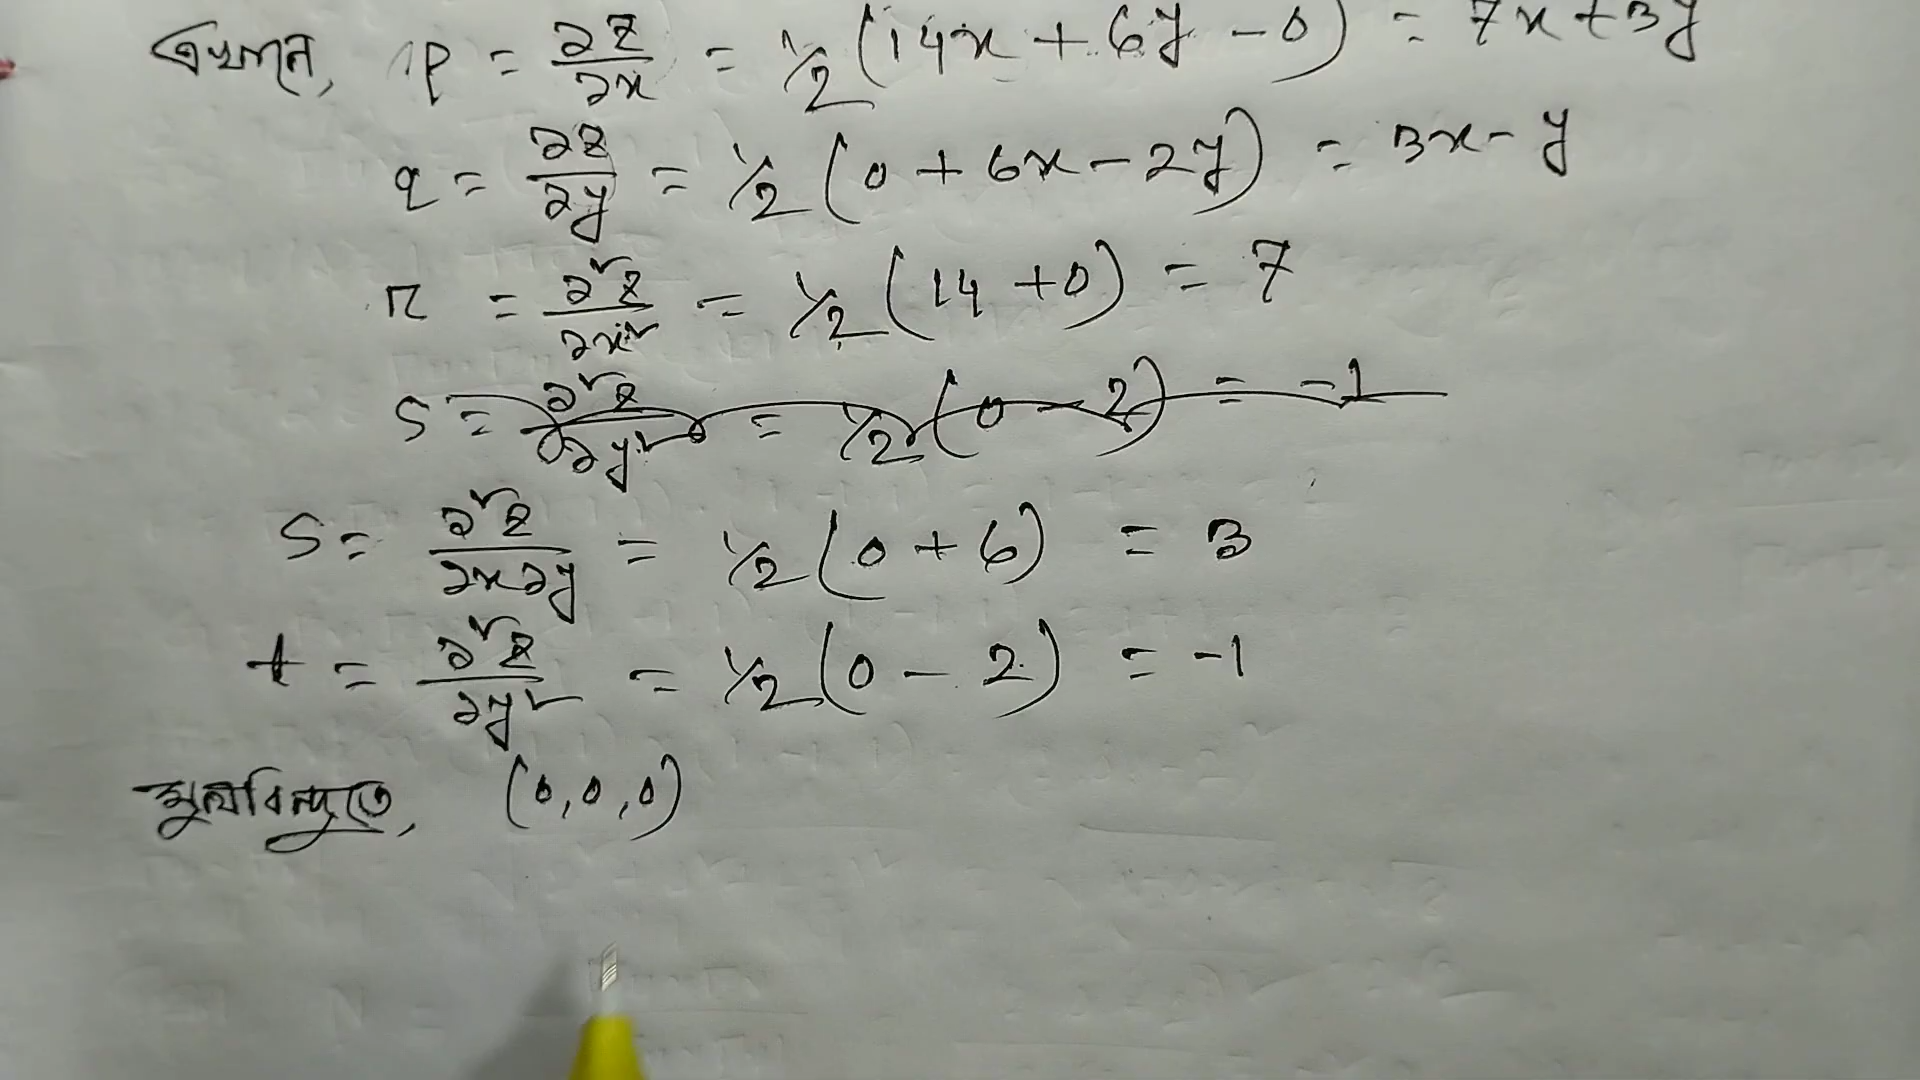 এখানে, p = ∂z/∂x = 1/2 (14x + 6y - 0) = 7x + 3y
q = ∂z/∂y = 1/2 (0 + 6x - 2y) = 3x - y
r = ∂²z/∂x² = 1/2 (14 + 0) = 7
S = ∂²z/∂y² = 1/2 (0 - 2) = -1
S = ∂²z/∂x∂y = 1/2 (0 + 6) = 3
t = ∂²z/∂y² = 1/2 (0 - 2) = -1
মূলবিন্দুতে, (0,0,0)